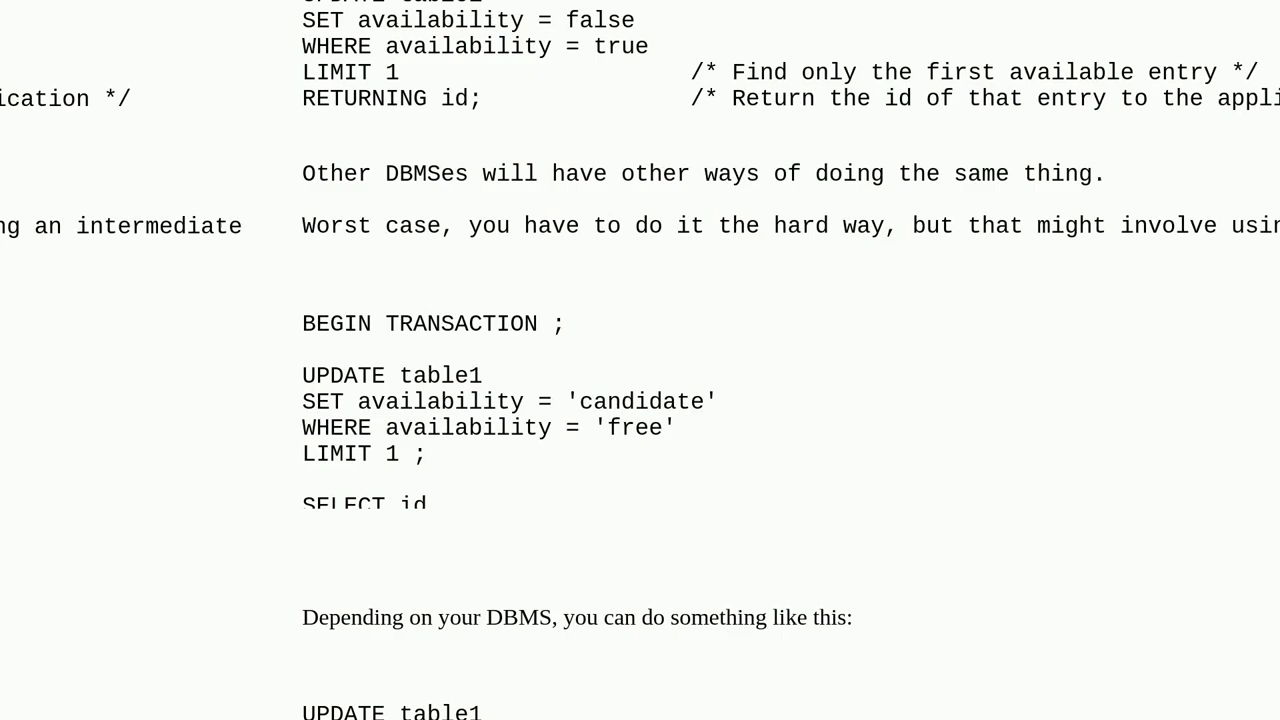 UPDATE table1
SET availability = false
WHERE availability = true
LIMIT 1 /* Find only the first available entry */
ication */ RETURNING id; /* Return the id of that entry to the appli
Other DBMSes will have other ways of doing the same thing.
ng an intermediate Worst case, you have to do it the hard way, but that might involve usin
BEGIN TRANSACTION ;
UPDATE table1
SET availability = 'candidate'
WHERE availability = 'free'
LIMIT 1 ;
SELECT id
Depending on your DBMS, you can do something like this:
UPDATE table1